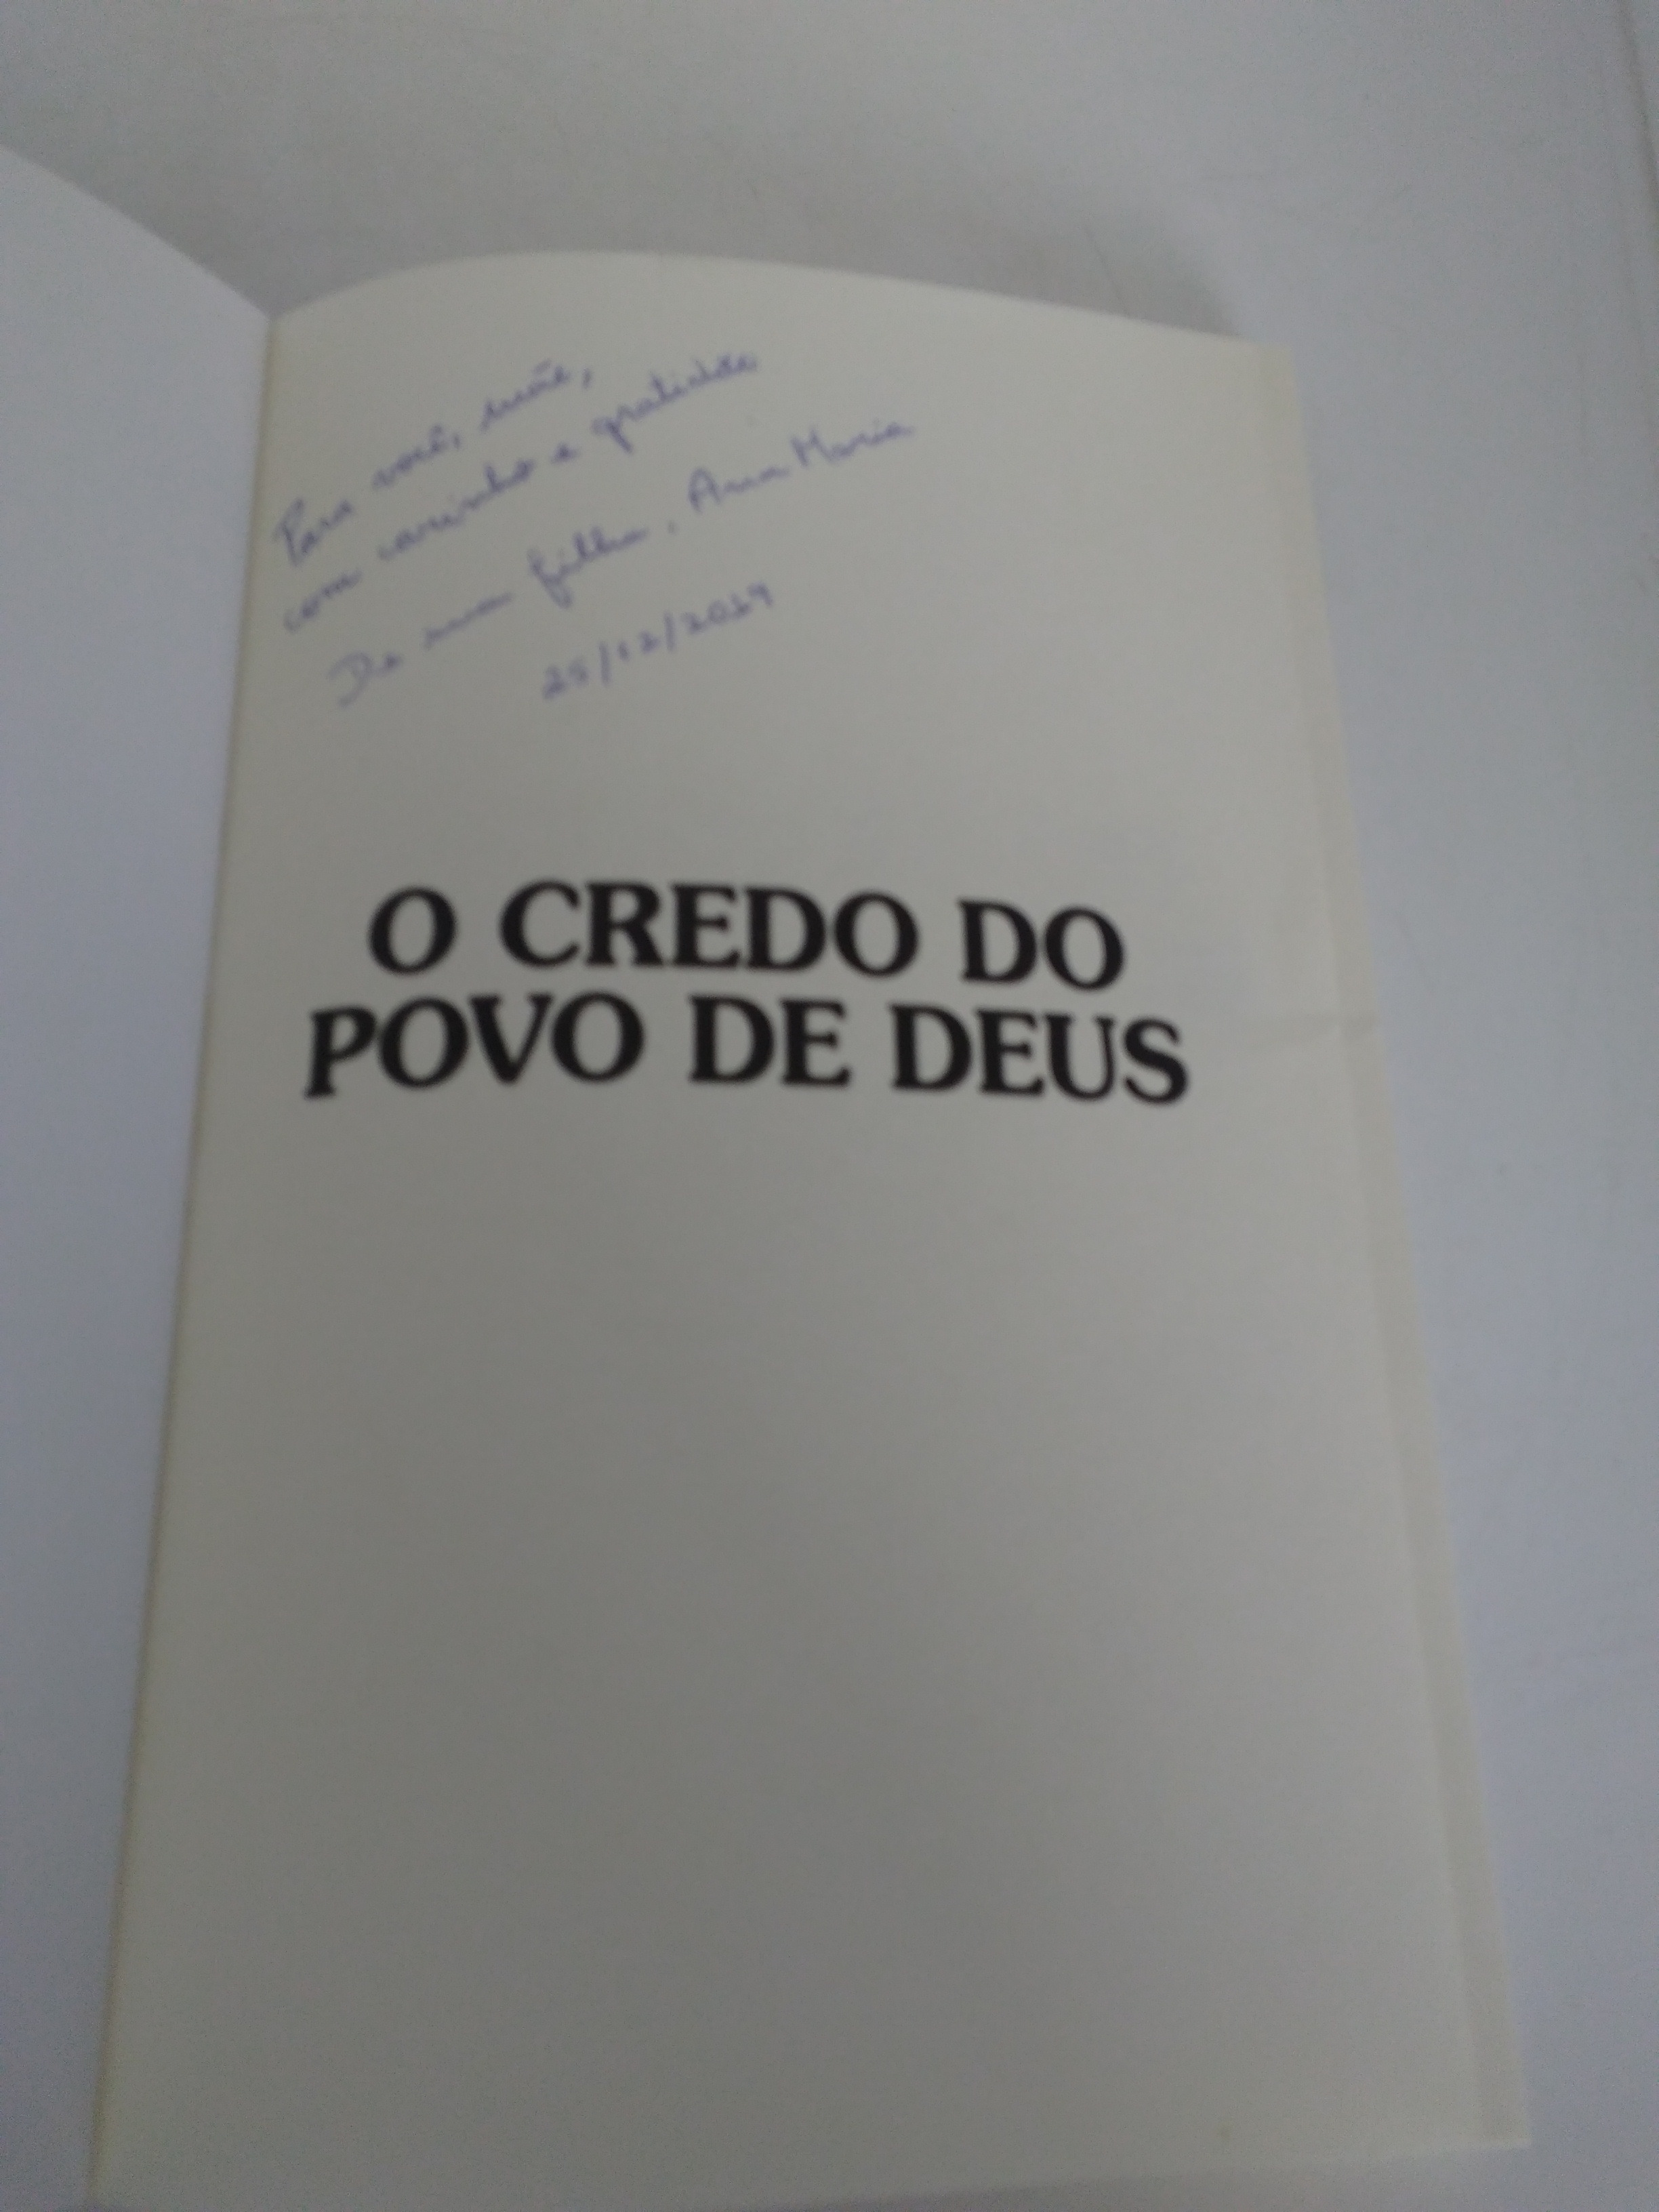 Para você, mãe,
com carinho e gratidão
De sua filha, Ana Maria
25/12/2019
O CREDO DO
POVO DE DEUS